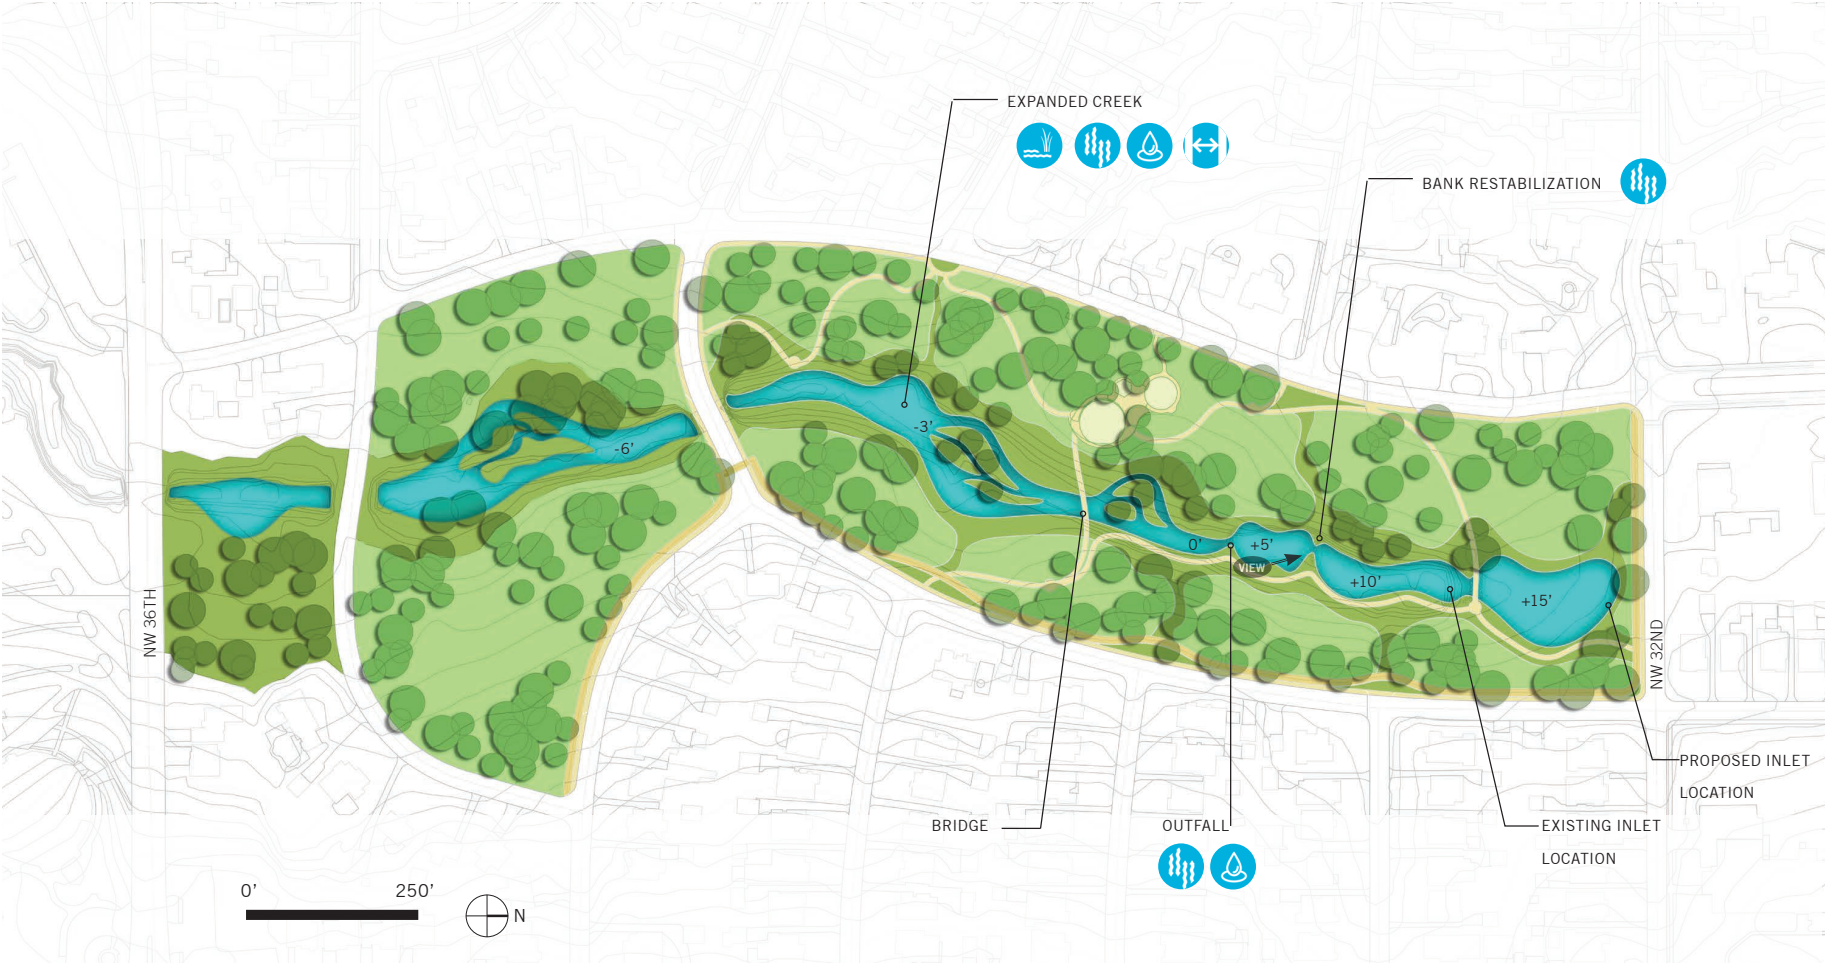 EXPANDED CREEK
BANK RESTABILIZATION
-6’
-3’
0’
+5’
VIEW
+10’
+15’
NW 36TH
NW 32ND
PROPOSED INLET
LOCATION
BRIDGE
OUTFALL
EXISTING INLET
LOCATION
0’
250’
N